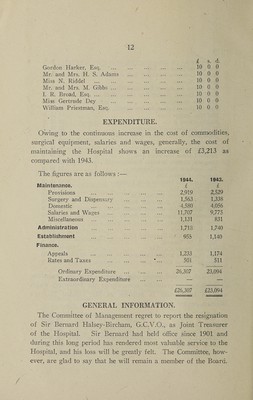 12
£ s. d.
Gordon Harker, Esq. ... ... ... ... 10 0 0
Mr. and Mrs. H. S. Adams ... ... ... ... 10 0 0
Miss N. Riddel ... ... ... ... 10 0 0
Mr. and Mrs. M. Gibbs ... ... ... ... 10 0 0
I. R. Broad, Esq. ... ... ... ... 10 0 0
Miss Gertrude Dey ... ... ... ... 10 0 0
William Priestman, Esq. ... ... ... ... 10 0 0
EXPENDITURE.
Owing to the continuous increase in the cost of commodities,
surgical equipment, salaries and wages, generally, the cost of
maintaining the Hospital shows an increase of £3,213 as
compared with 1943.
The figures are as follows :—
1944. 1943.
Maintenance. £ £
Provisions ... ... ... ... 2,919 2,529
Surgery and Dispensary ... ... ... 1,563 1,338
Domestic ... ... ... ... 4,580 4,056
Salaries and Wages ... ... ... ... 11,707 9,775
Miscellaneous ... ... ... ... 1,131 831
Administration ... ... ... ... 1,718 1,740
Establishment ... ... ... ... 955 1,140
Finance.
Appeals ... ... ... ... 1,232 1,174
Rates and Taxes ... ... ... 501 511
Ordinary Expenditure ... ... ... 26,307 23,094
Extraordinary Expenditure ... ... ...
£26,307 £23,094
GENERAL INFORMATION.
The Committee of Management regret to report the resignation
of Sir Bernard Halsey-Bircham, G.C.V.O., as Joint Treasurer
of the Hospital. Sir Bernard had held office since 1901 and
during this long period has rendered most valuable service to the
Hospital, and his loss will be greatly felt. The Committee, how-
ever, are glad to say that he will remain a member of the Board.